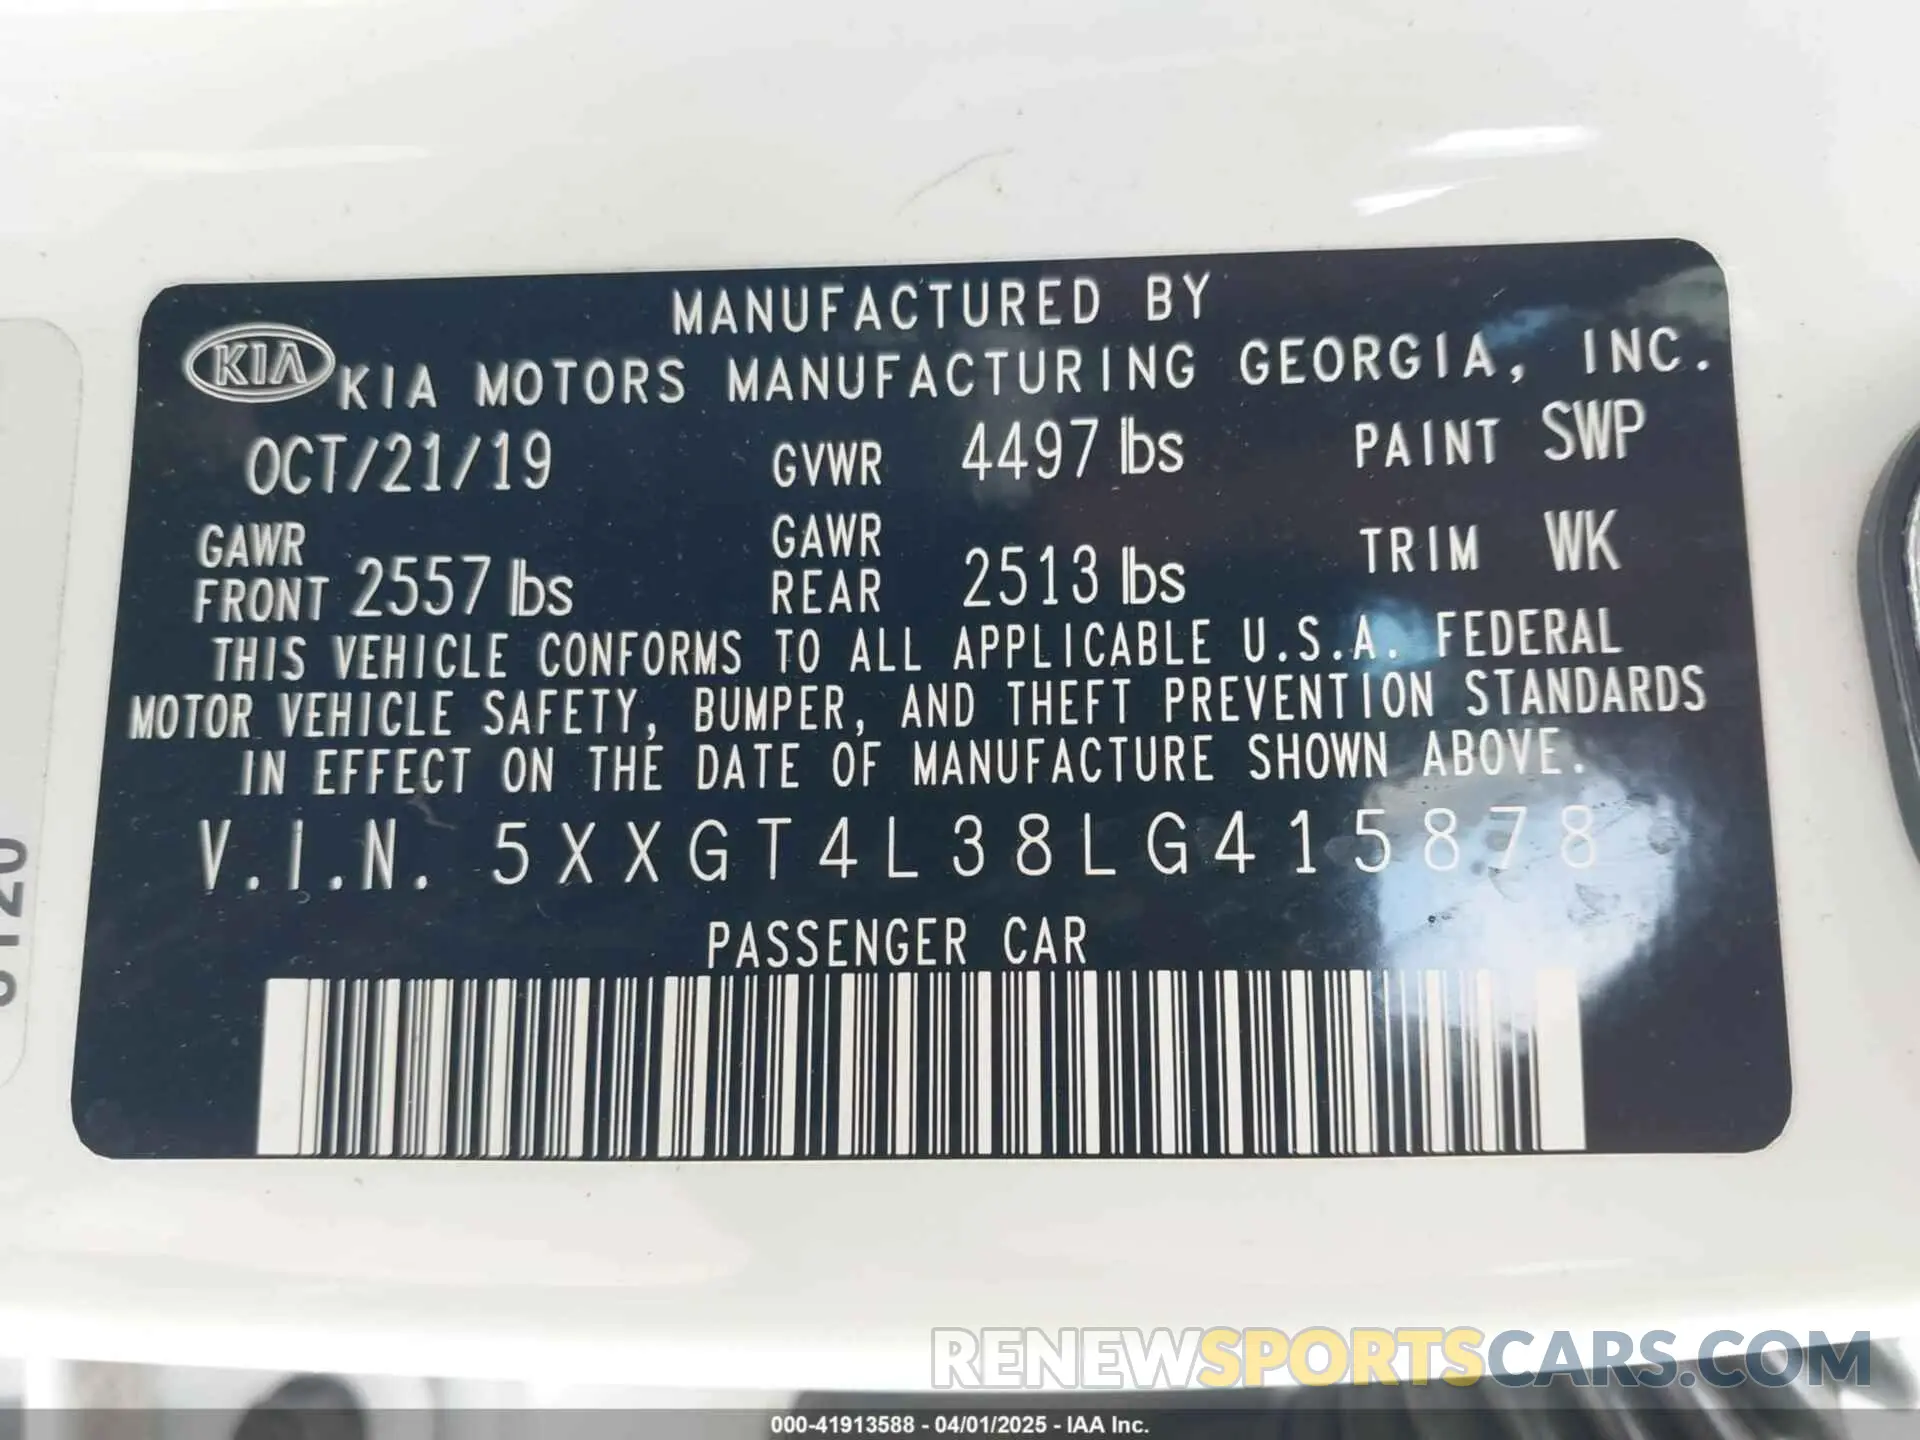 MANUFACTURED BY
KIA KIA MOTORS MANUFACTURING GEORGIA, INC.
OCT/21/19 GVWR 4497 lbs PAINT SWP
GAWR FRONT 2557 lbs GAWR REAR 2513 lbs TRIM WK
THIS VEHICLE CONFORMS TO ALL APPLICABLE U.S.A. FEDERAL
MOTOR VEHICLE SAFETY, BUMPER, AND THEFT PREVENTION STANDARDS
IN EFFECT ON THE DATE OF MANUFACTURE SHOWN ABOVE.
V.I.N. 5XXGT4L38LG415878
PASSENGER CAR
RENEWSPORTSCARS.COM
000-41913588 - 04/01/2025 - IAA Inc.